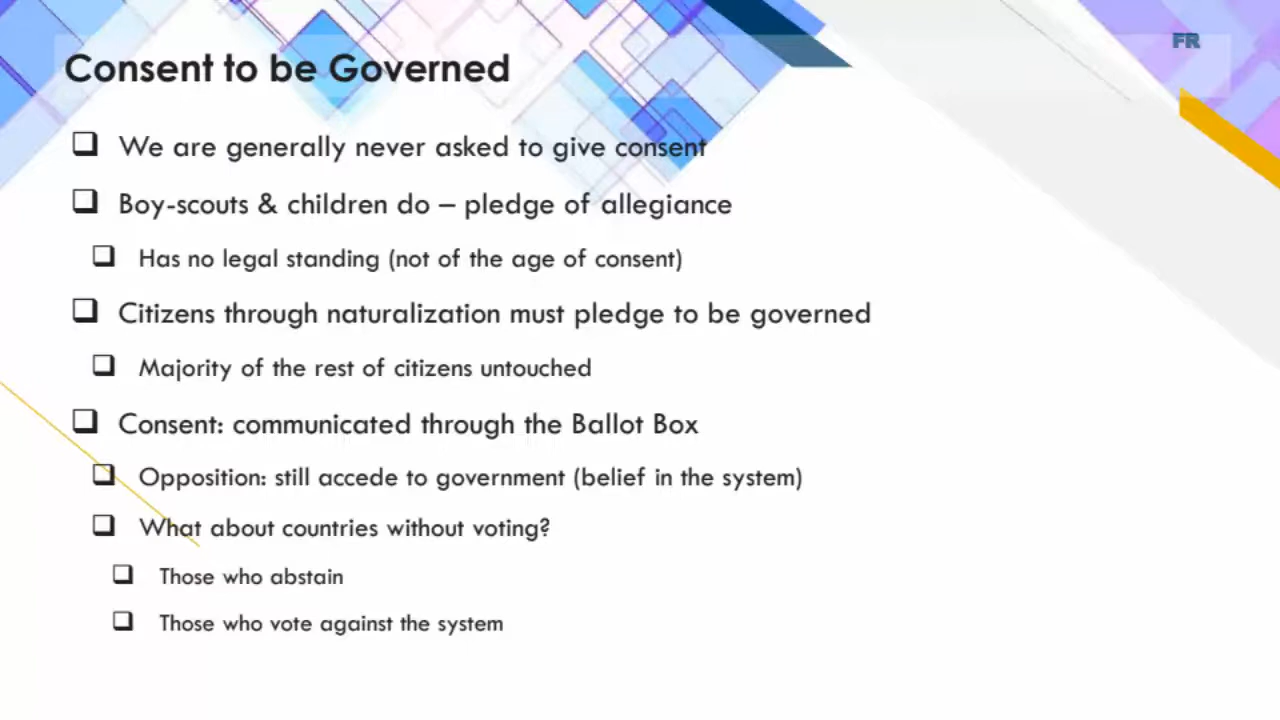 FR
Consent to be Governed
We are generally never asked to give consent
Boy-scouts & children do – pledge of allegiance
Has no legal standing (not of the age of consent)
Citizens through naturalization must pledge to be governed
Majority of the rest of citizens untouched
Consent: communicated through the Ballot Box
Opposition: still accede to government (belief in the system)
What about countries without voting?
Those who abstain
Those who vote against the system